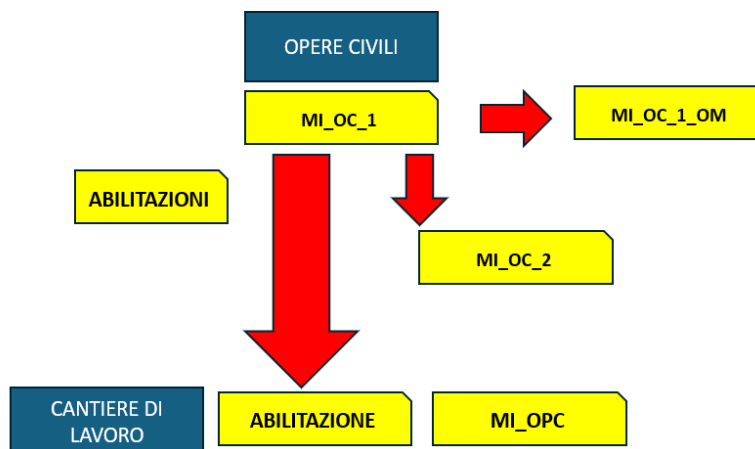 OPERE CIVILI
MI_OC_1
MI_OC_1_OM
ABILITAZIONI
MI_OC_2
CANTIERE DI
LAVORO
ABILITAZIONE
MI_OPC